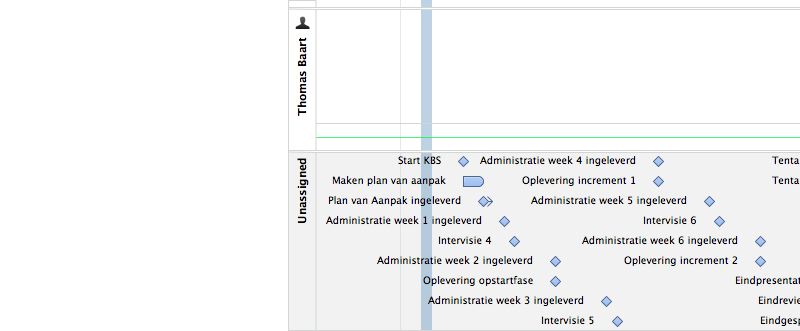 Thomas Baart
Unassigned
Start KBS
Administratie week 4 ingeleverd
Tenta
Maken plan van aanpak
Oplevering increment 1
Tenta
Plan van Aanpak ingeleverd
Administratie week 5 ingeleverd
Administratie week 1 ingeleverd
Intervisie 6
Intervisie 4
Administratie week 6 ingeleverd
Administratie week 2 ingeleverd
Oplevering increment 2
Oplevering opstartfase
Eindpresentat
Administratie week 3 ingeleverd
Eindrevie
Intervisie 5
Eindgesp